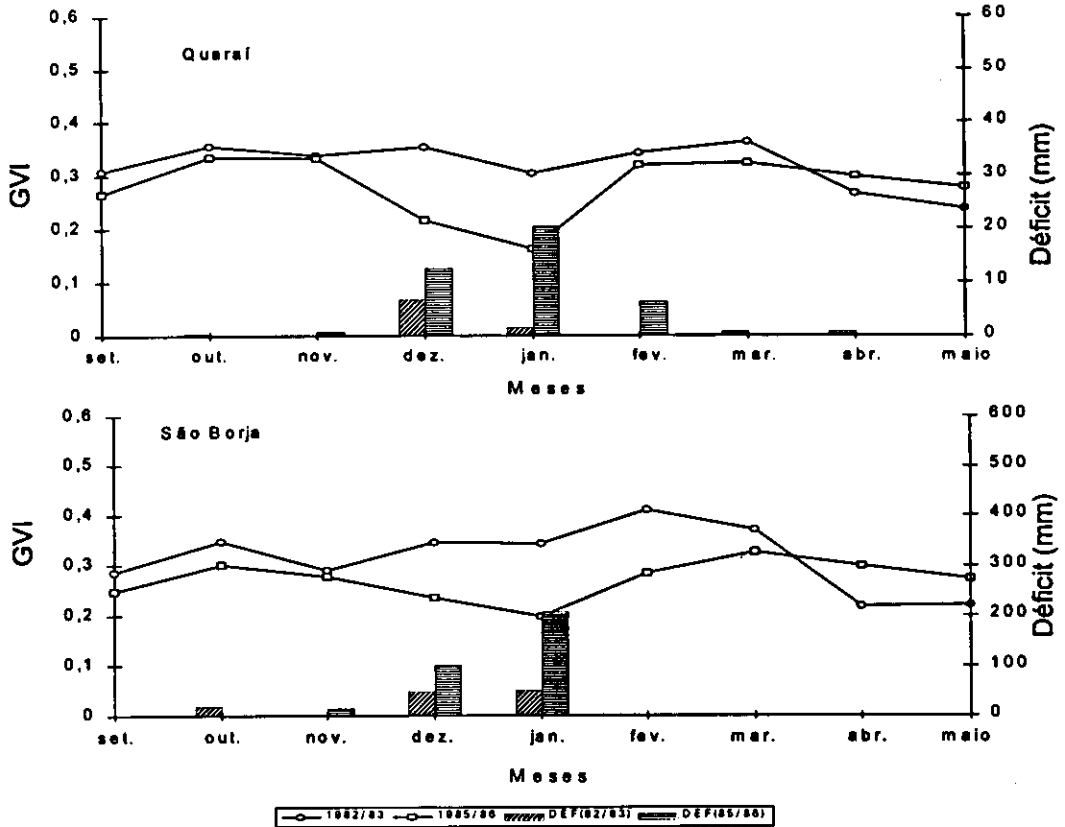 Quaraí
GVI
0,6
0,5
0,4
0,3
0,2
0,1
0
60
50
40
30
20
10
0
Déficit (mm)
set. out. nov. dez. jan. fev. mar. abr. maio
Meses
São Borja
GVI
0,6
0,5
0,4
0,3
0,2
0,1
0
600
500
400
300
200
100
0
Déficit (mm)
set. out. nov. dez. jan. fev. mar. abr. maio
Meses
1982/83 1985/86 DEF(82/83) DEF(85/86)